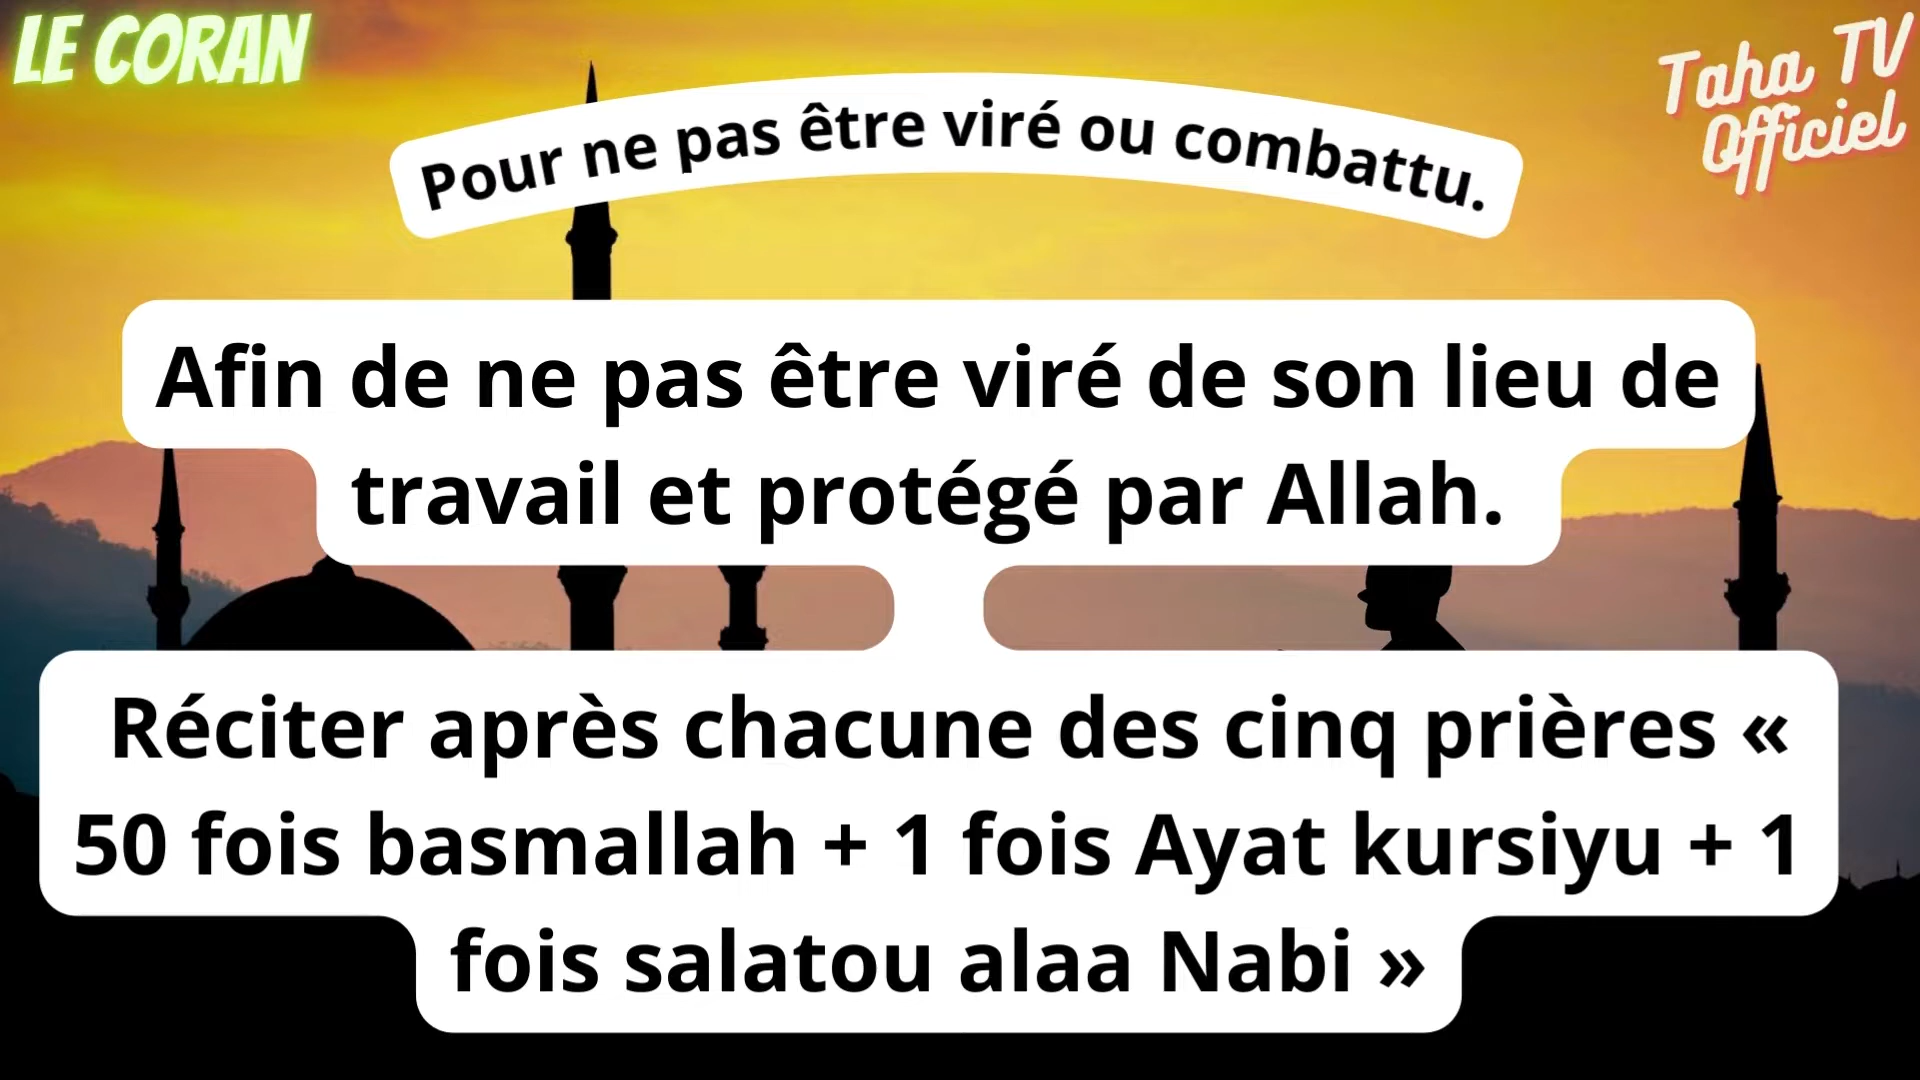 LE CORAN
Taha TV
Officiel
Pour ne pas être viré ou combattu.
Afin de ne pas être viré de son lieu de
travail et protégé par Allah.
Réciter après chacune des cinq prières «
50 fois basmallah + 1 fois Ayat kursiyu + 1
fois salatou alaa Nabi »